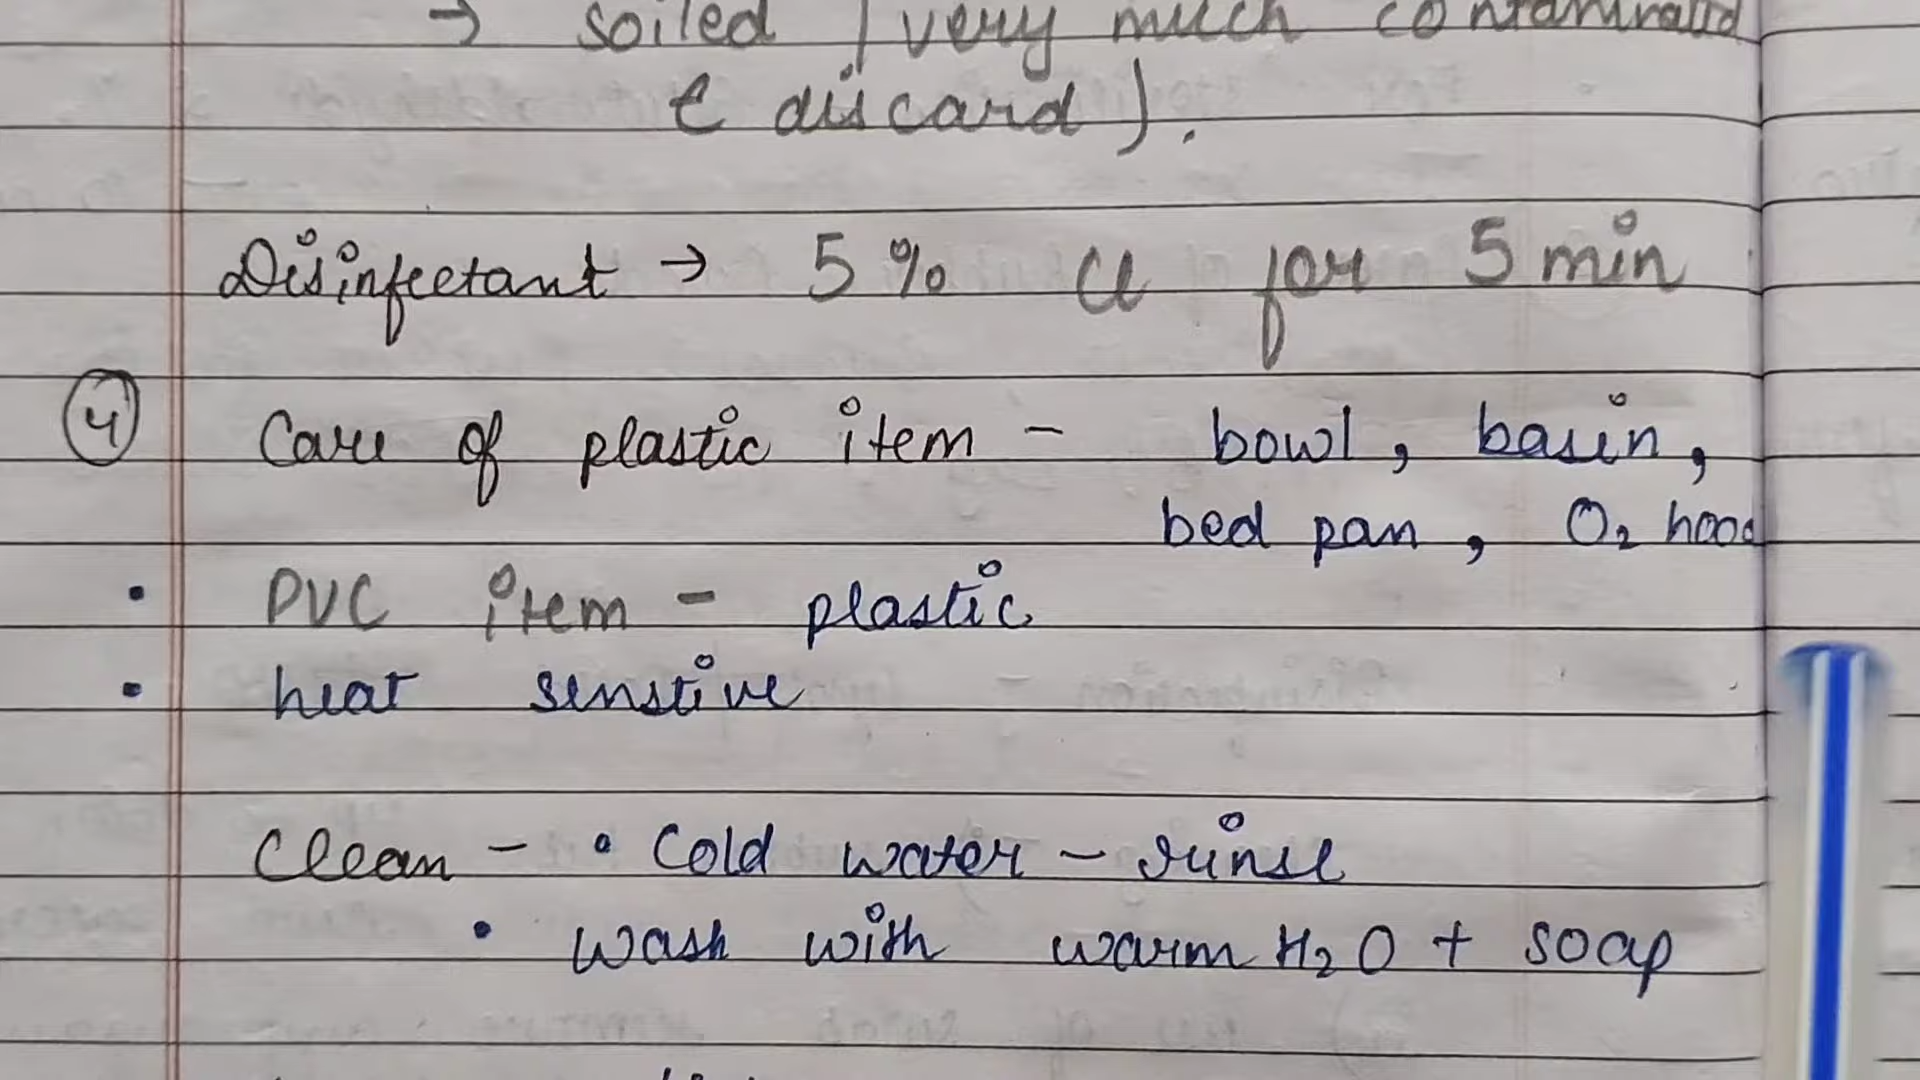 → soiled / very much contaminated
& discard).
Disinfectant → 5% Cl for 5 min
④ Care of plastic item - bowl, basin,
bed pan, O₂ hood
• PVC item - plastic
• heat senstive
Clean - • Cold water - rinse
• wash with warm H₂O + soap